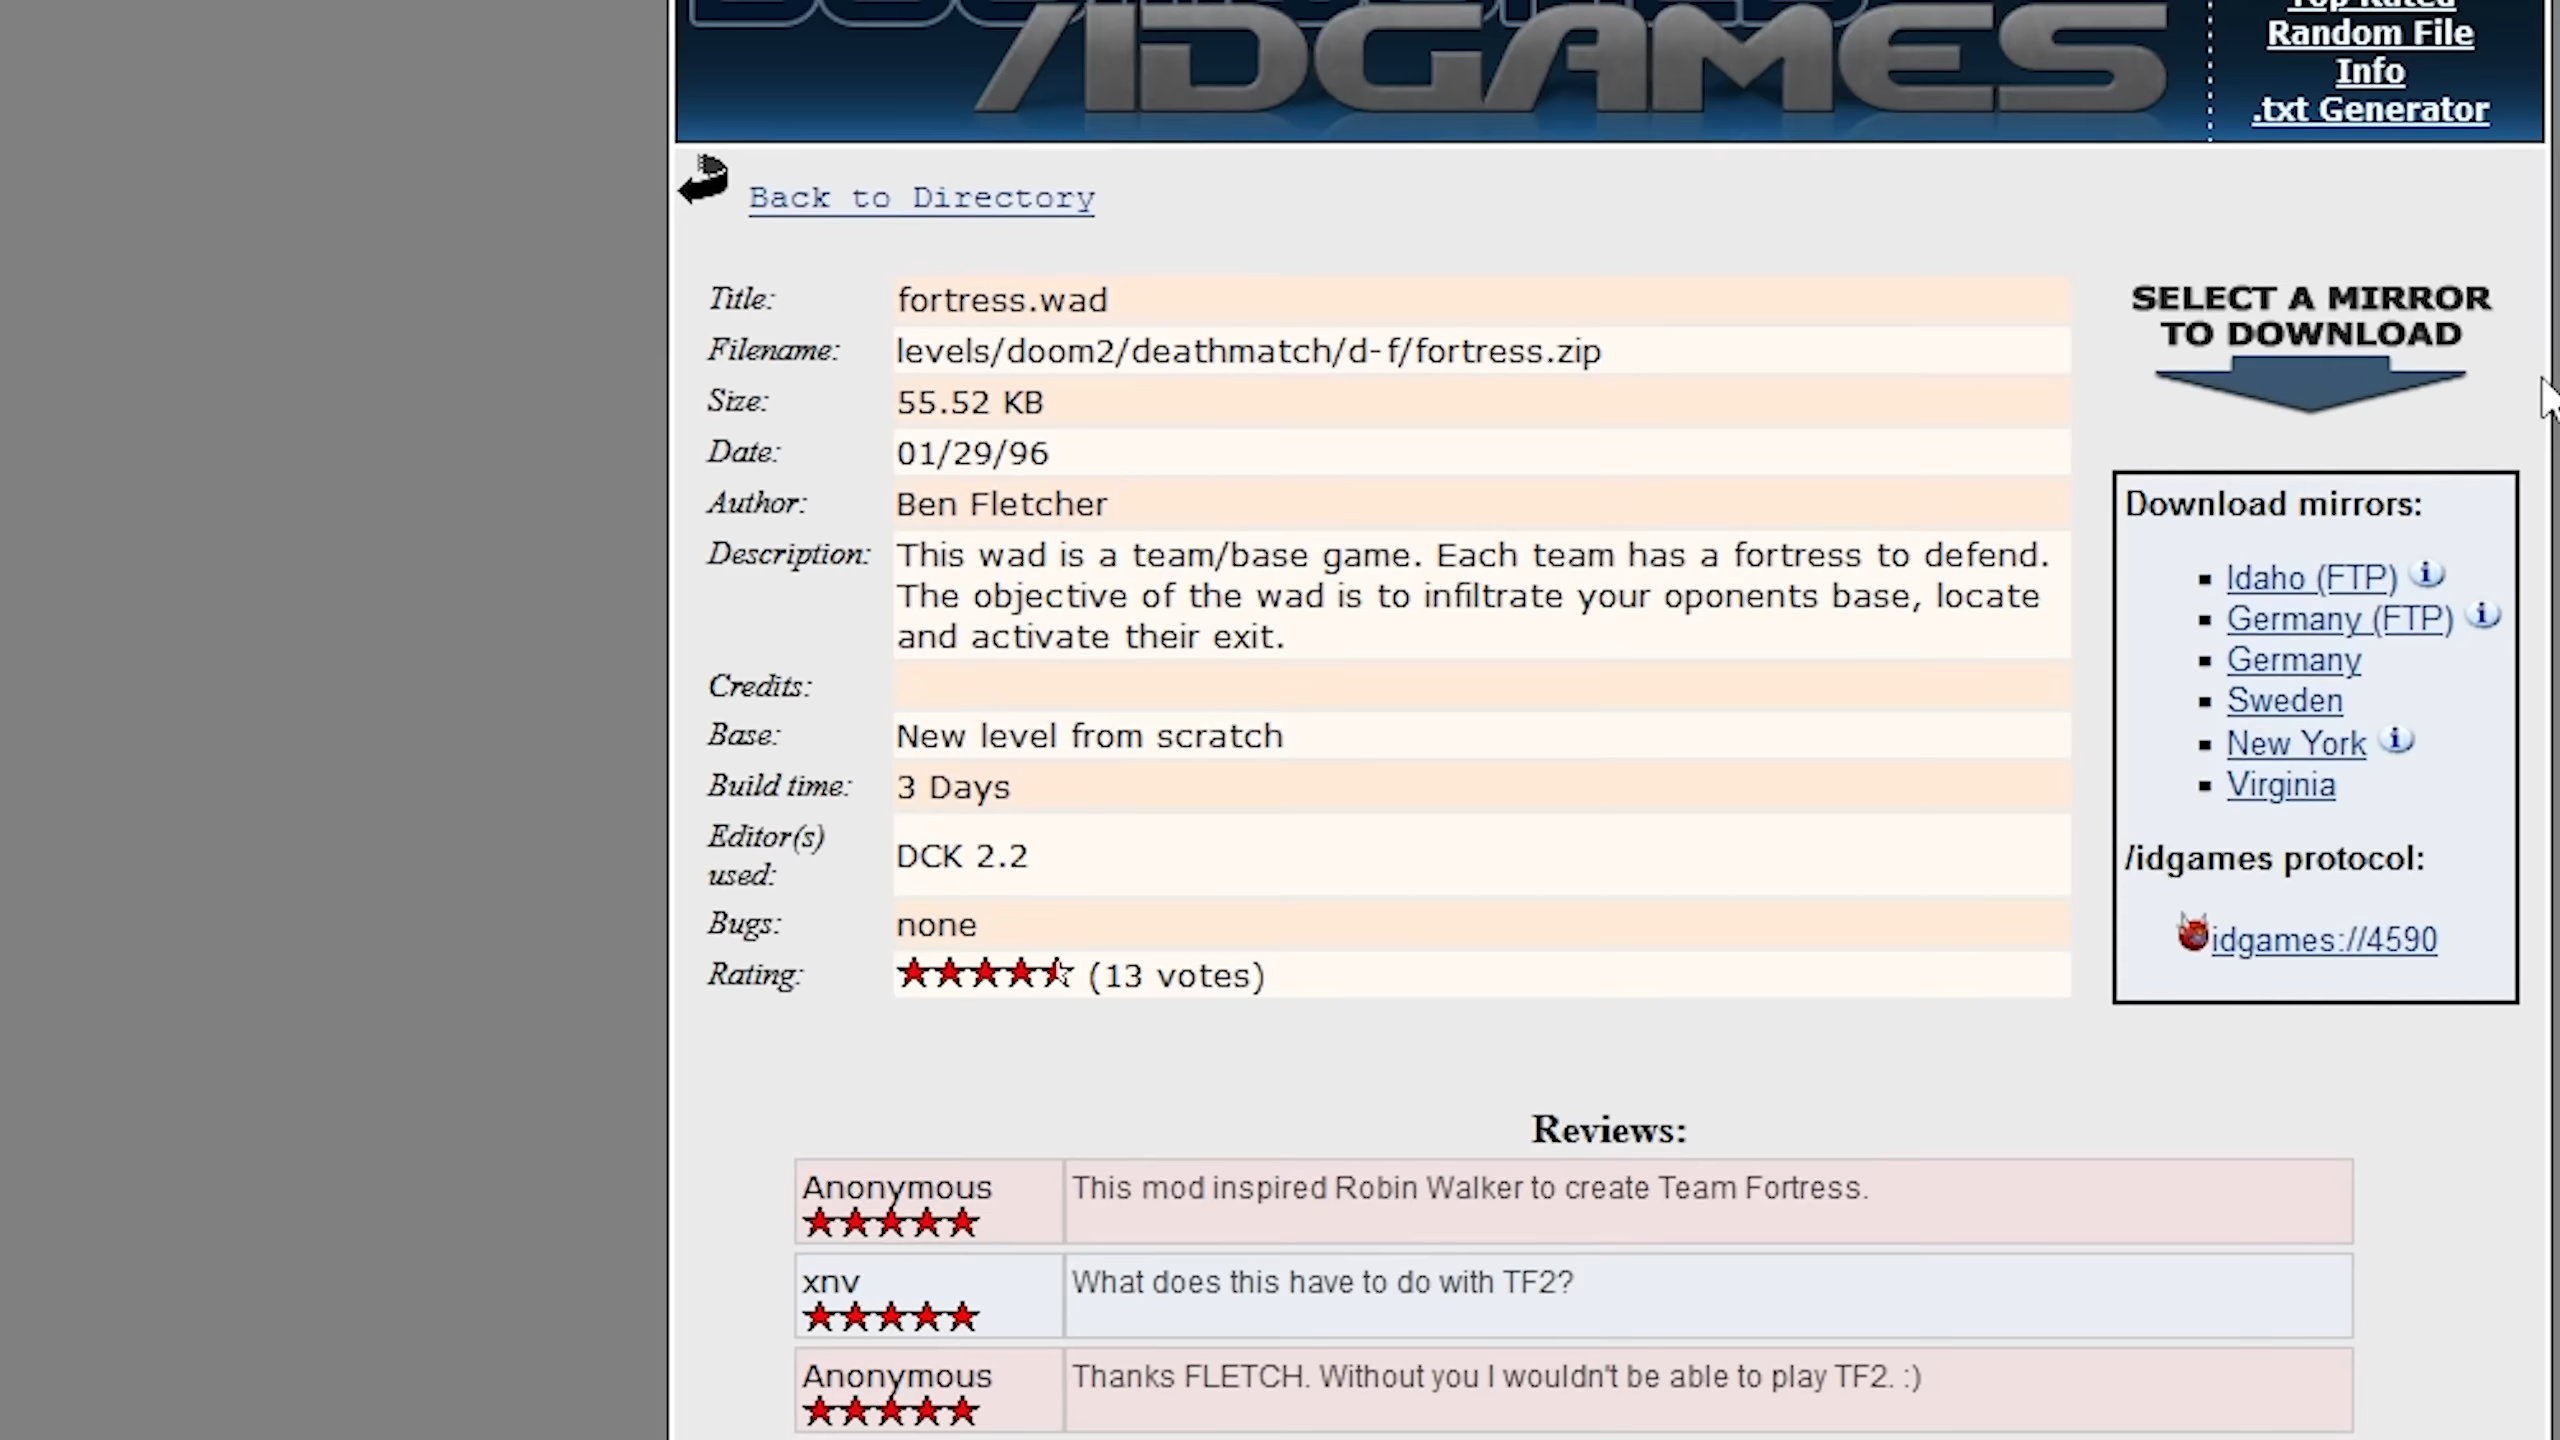 Top Rated
/IDGAMES
Random File
Info
.txt Generator
Back to Directory
Title: fortress.wad
Filename: levels/doom2/deathmatch/d-f/fortress.zip
Size: 55.52 KB
Date: 01/29/96
Author: Ben Fletcher
Description: This wad is a team/base game. Each team has a fortress to defend.
The objective of the wad is to infiltrate your oponents base, locate
and activate their exit.
Credits:
Base: New level from scratch
Build time: 3 Days
Editor(s)
used: DCK 2.2
Bugs: none
Rating: (13 votes)
SELECT A MIRROR
TO DOWNLOAD
Download mirrors:
Idaho (FTP)
Germany (FTP)
Germany
Sweden
New York
Virginia
/idgames protocol:
idgames://4590
Reviews:
Anonymous This mod inspired Robin Walker to create Team Fortress.
xnv What does this have to do with TF2?
Anonymous Thanks FLETCH. Without you I wouldn't be able to play TF2. :)